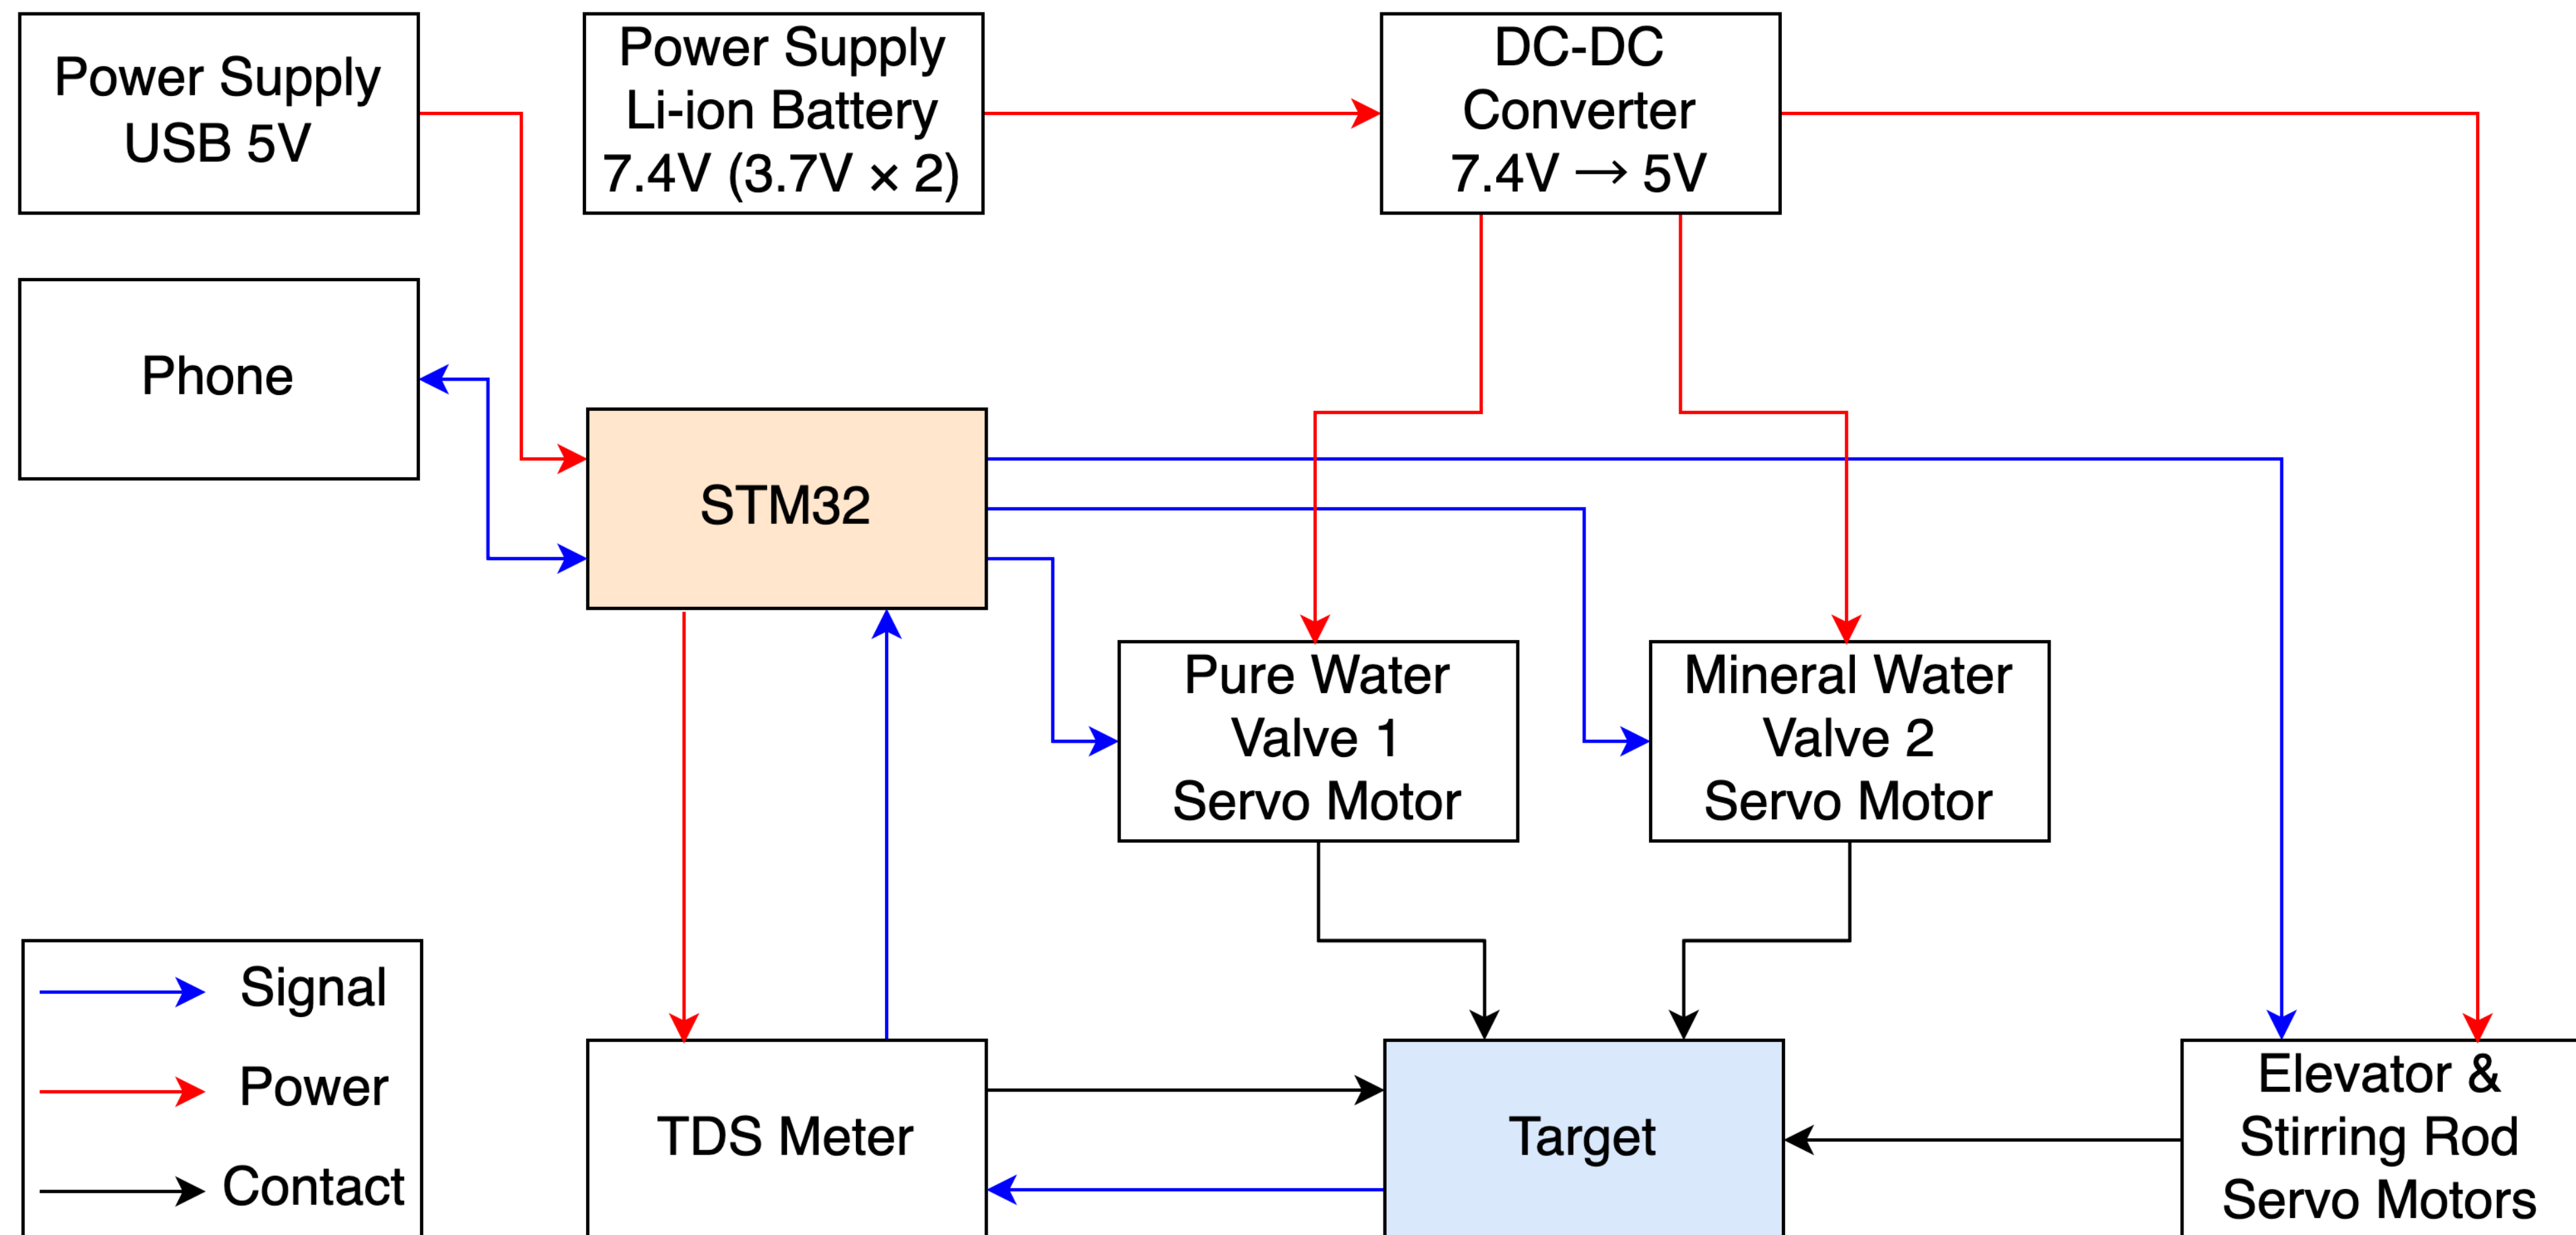 Power Supply
USB 5V
Power Supply
Li-ion Battery
7.4V (3.7V × 2)
DC-DC
Converter
7.4V → 5V
Phone
STM32
Pure Water
Valve 1
Servo Motor
Mineral Water
Valve 2
Servo Motor
Signal
Power
Contact
TDS Meter
Target
Elevator &
Stirring Rod
Servo Motors